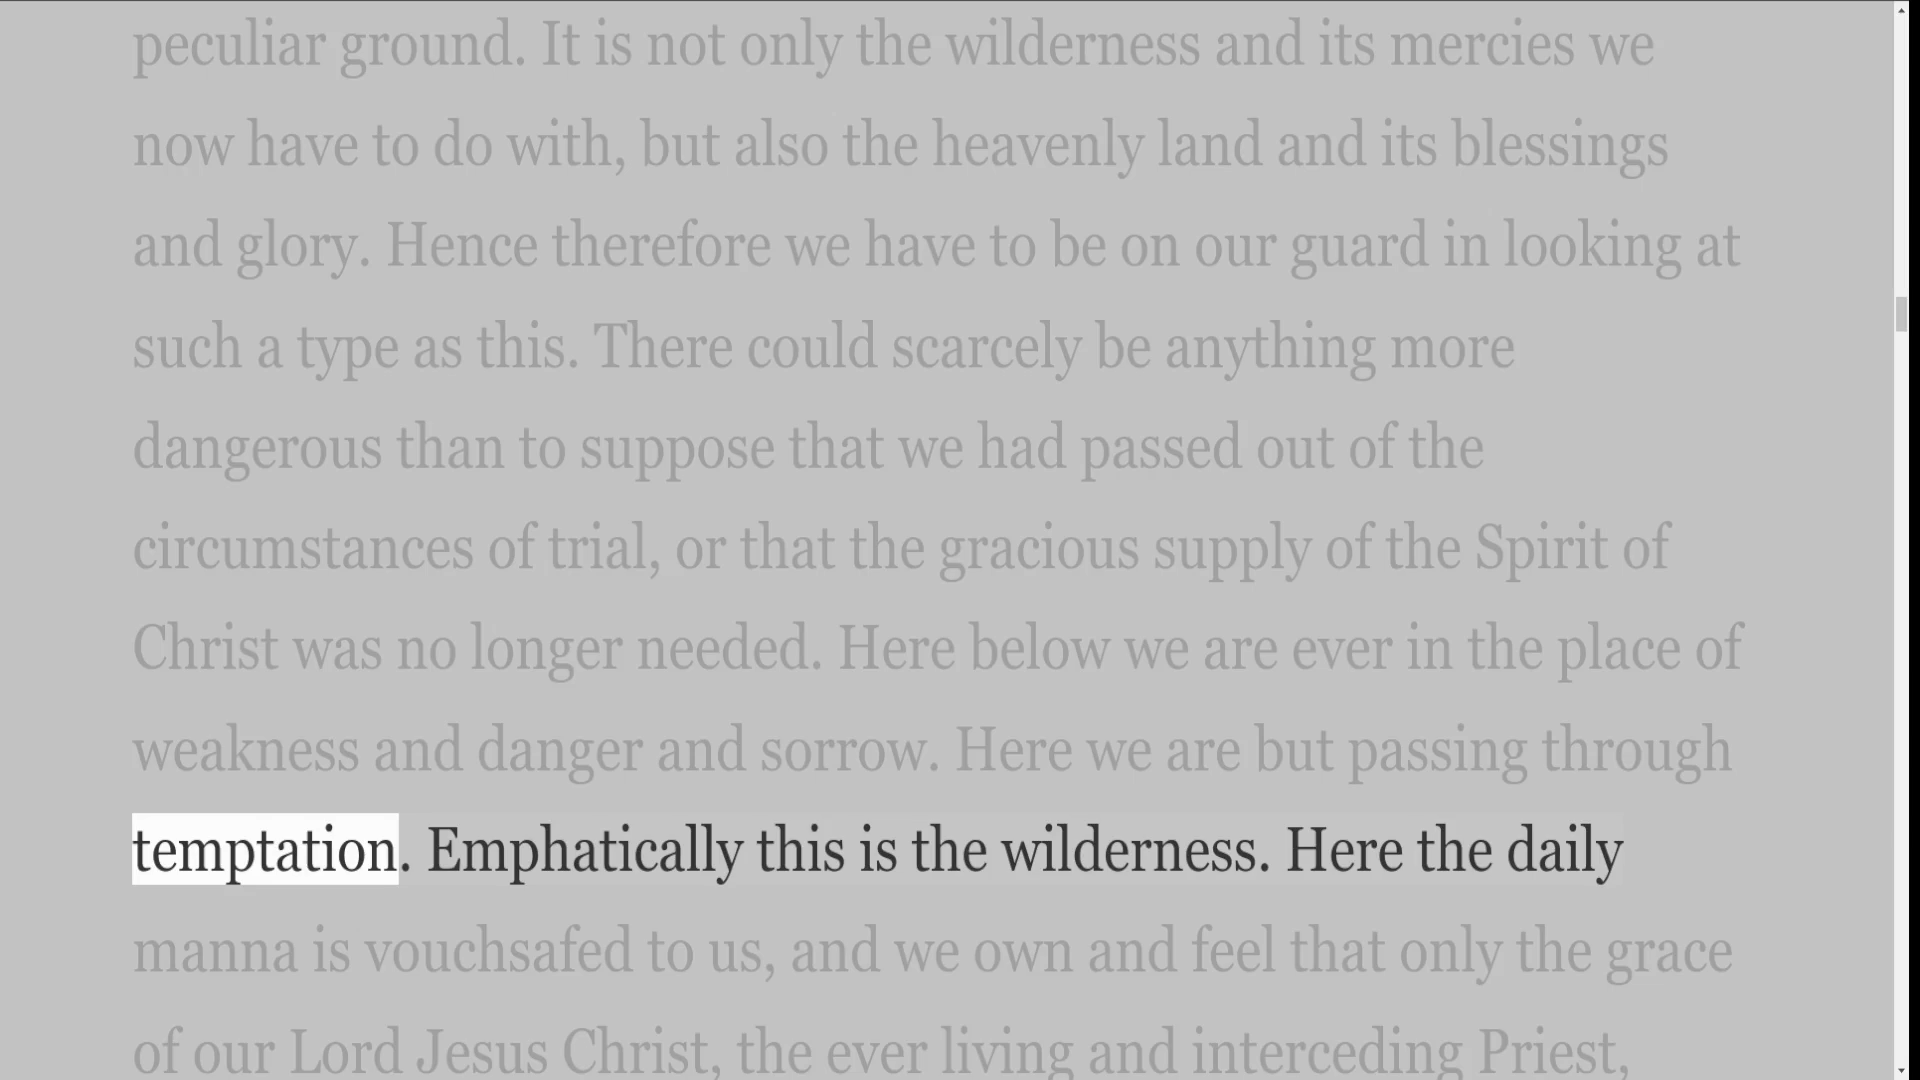 peculiar ground. It is not only the wilderness and its mercies we
now have to do with, but also the heavenly land and its blessings
and glory. Hence therefore we have to be on our guard in looking at
such a type as this. There could scarcely be anything more
dangerous than to suppose that we had passed out of the
circumstances of trial, or that the gracious supply of the Spirit of
Christ was no longer needed. Here below we are ever in the place of
weakness and danger and sorrow. Here we are but passing through
temptation. Emphatically this is the wilderness. Here the daily
manna is vouchsafed to us, and we own and feel that only the grace
of our Lord Jesus Christ, the ever living and interceding Priest,